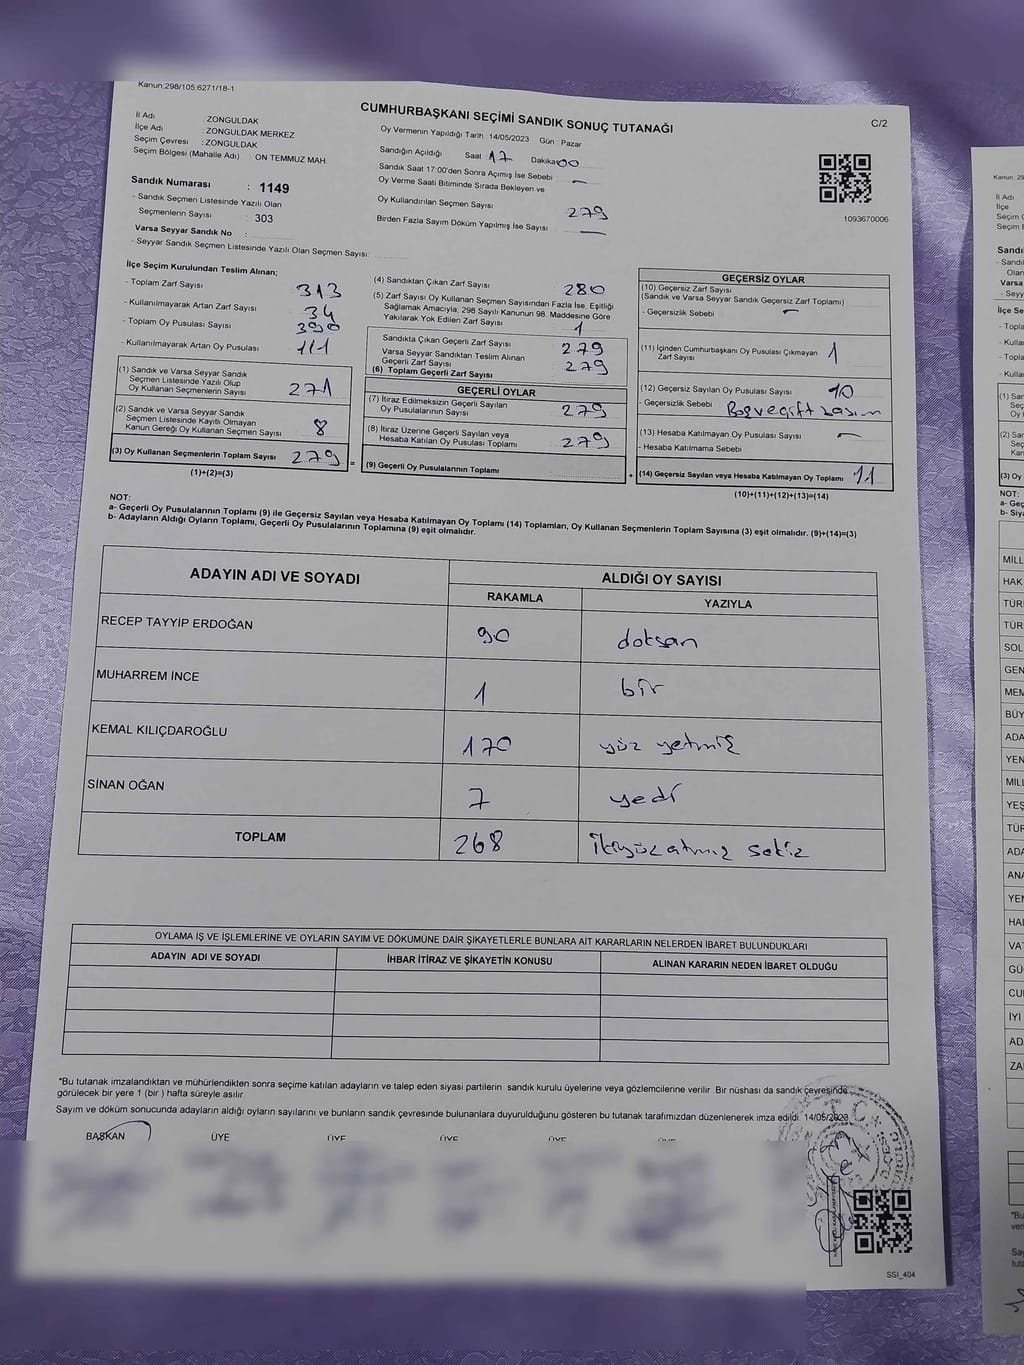 Kanun;298/105;6271/18-1
CUMHURBAŞKANI SEÇİMİ SANDIK SONUÇ TUTANAĞI
C/2
İl Adı : ZONGULDAK
İlçe Adı : ZONGULDAK MERKEZ
Seçim Çevresi : ZONGULDAK
Seçim Bölgesi (Mahalle Adı) ON TEMMUZ MAH.
Oy Vermenin Yapıldığı Tarih :14/05/2023 Gün Pazar
Sandığın Açıldığı Saat 17 Dakika 00
Sandık Saat 17:00'den Sonra Açımış İse Sebebi –
Oy Verme Saati Bitiminde Sırada Bekleyen ve
Oy Kullandırılan Seçmen Sayısı 279
Birden Fazla Sayım Döküm Yapılmış İse Sayısı —
1093670006
Sandık Numarası : 1149
- Sandık Seçmen Listesinde Yazılı Olan
Seçmenlerin Sayısı : 303
Varsa Seyyar Sandık No :
- Seyyar Sandık Seçmen Listesinde Yazılı Olan Seçmen Sayısı:
İlçe Seçim Kurulundan Teslim Alınan;
- Toplam Zarf Sayısı 313
- Kullanılmayarak Artan Zarf Sayısı 34
- Toplam Oy Pusulası Sayısı 390
- Kullanılmayarak Artan Oy Pusulası 111
(1) Sandık ve Varsa Seyyar Sandık
Seçmen Listesinde Yazılı Olup
Oy Kullanan Seçmenlerin Sayısı 271
(2) Sandık ve Varsa Seyyar Sandık
Seçmen Listesinde Kayıtlı Olmayan
Kanun Gereği Oy Kullanan Seçmen Sayısı 8
(3) Oy Kullanan Seçmenlerin Toplam Sayısı 279
(1)+(2)=(3)
(4) Sandıktan Çıkan Zarf Sayısı 280
(5) Zarf Sayısı Oy Kullanan Seçmen Sayısından Fazla İse, Eşitliği
Sağlamak Amacıyla; 298 Sayılı Kanunun 98. Maddesine Göre
Yakılarak Yok Edilen Zarf Sayısı 1
Sandıkta Çıkan Geçerli Zarf Sayısı 279
Varsa Seyyar Sandıktan Teslim Alınan
Geçerli Zarf Sayısı
(6) Toplam Geçerli Zarf Sayısı 279
GEÇERLİ OYLAR
(7) İtiraz Edilmeksizin Geçerli Sayılan
Oy Pusulalarının Sayısı 279
(8) İtiraz Üzerine Geçerli Sayılan veya
Hesaba Katılan Oy Pusulası Toplamı 279
(9) Geçerli Oy Pusulalarının Toplamı
GEÇERSİZ OYLAR
(10) Geçersiz Zarf Sayısı
(Sandık ve Varsa Seyyar Sandık Geçersiz Zarf Toplamı)
- Geçersizlik Sebebi –
(11) İçinden Cumhurbaşkanı Oy Pusulası Çıkmayan
Zarf Sayısı 1
(12) Geçersiz Sayılan Oy Pusulası Sayısı 10
- Geçersizlik Sebebi
(13) Hesaba Katılmayan Oy Pusulası Sayısı –
- Hesaba Katılmama Sebebi
(14) Geçersiz Sayılan veya Hesaba Katılmayan Oy Toplamı 11
(10)+(11)+(12)+(13)=(14)
NOT:
a- Geçerli Oy Pusulalarının Toplamı (9) ile Geçersiz Sayılan veya Hesaba Katılmayan Oy Toplamı (14) Toplamları, Oy Kullanan Seçmenlerin Toplam Sayısına (3) eşit olmalıdır. (9)+(14)=(3)
b- Adayların Aldığı Oyların Toplamı, Geçerli Oy Pusulalarının Toplamına (9) eşit olmalıdır.
ADAYIN ADI VE SOYADI ALDIĞI OY SAYISI
RAKAMLA YAZIYLA
RECEP TAYYİP ERDOĞAN 90 doksan
MUHARREM İNCE 1 bir
KEMAL KILIÇDAROĞLU 170 yüz yetmiş
SİNAN OĞAN 7 yedi
TOPLAM 268 ikiyüz atmış sekiz
OYLAMA İŞ VE İŞLEMLERİNE VE OYLARIN SAYIM VE DÖKÜMÜNE DAİR ŞİKAYETLERLE BUNLARA AİT KARARLARIN NELERDEN İBARET BULUNDUKLARI
ADAYIN ADI VE SOYADI İHBAR İTİRAZ VE ŞİKAYETİN KONUSU ALINAN KARARIN NEDEN İBARET OLDUĞU
*Bu tutanak imzalandıktan ve mühürlendikten sonra seçime katılan adayların ve talep eden siyasi partilerin sandık kurulu üyelerine veya gözlemcilerine verilir. Bir nüshası da sandık çevresinde
görülecek bir yere 1 (bir ) hafta süreyle asılır.
Sayım ve döküm sonucunda adayların aldığı oyların sayılarını ve bunların sandık çevresinde bulunanlara duyurulduğunu gösteren bu tutanak tarafımızdan düzenlenerek imza edildi. 14/05/2023
BAŞKAN ÜYE ÜYE ÜYE ÜYE ÜYE
SSI_404